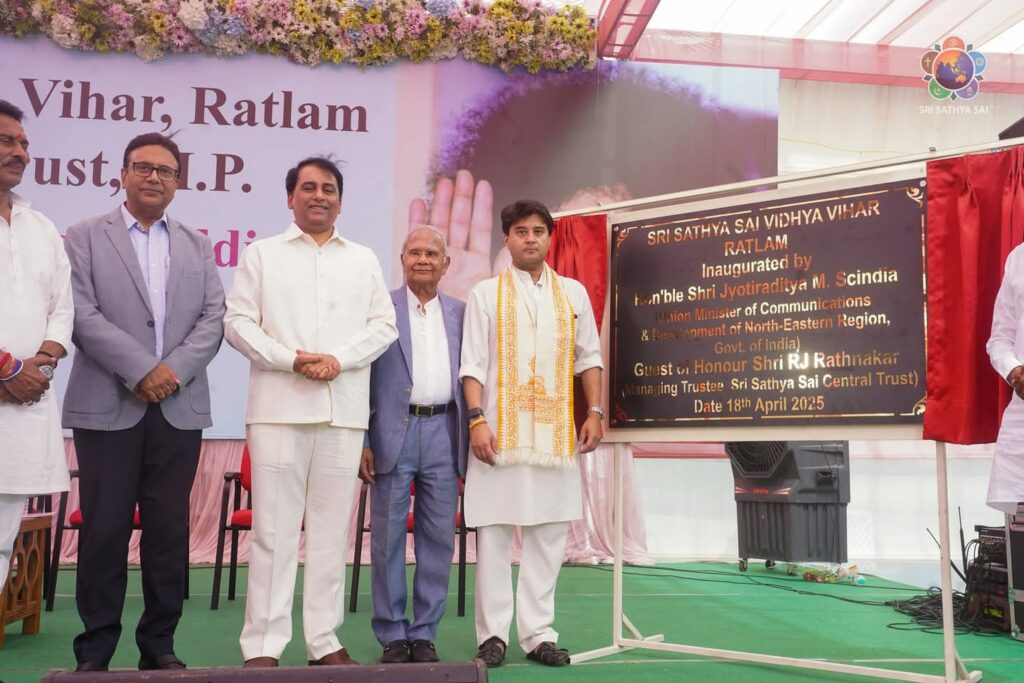 Vihar, Ratlam
rust, M.P.
SRI SATHYA SAI
SRI SATHYA SAI VIDHYA VIHAR
RATLAM
Inaugurated by
Hon'ble Shri Jyotiraditya M. Scindia
(Union Minister of Communications
& Development of North-Eastern Region,
Govt. of India)
Guest of Honour Shri RJ Rathnakar
(Managing Trustee, Sri Sathya Sai Central Trust)
Date 18th April 2025